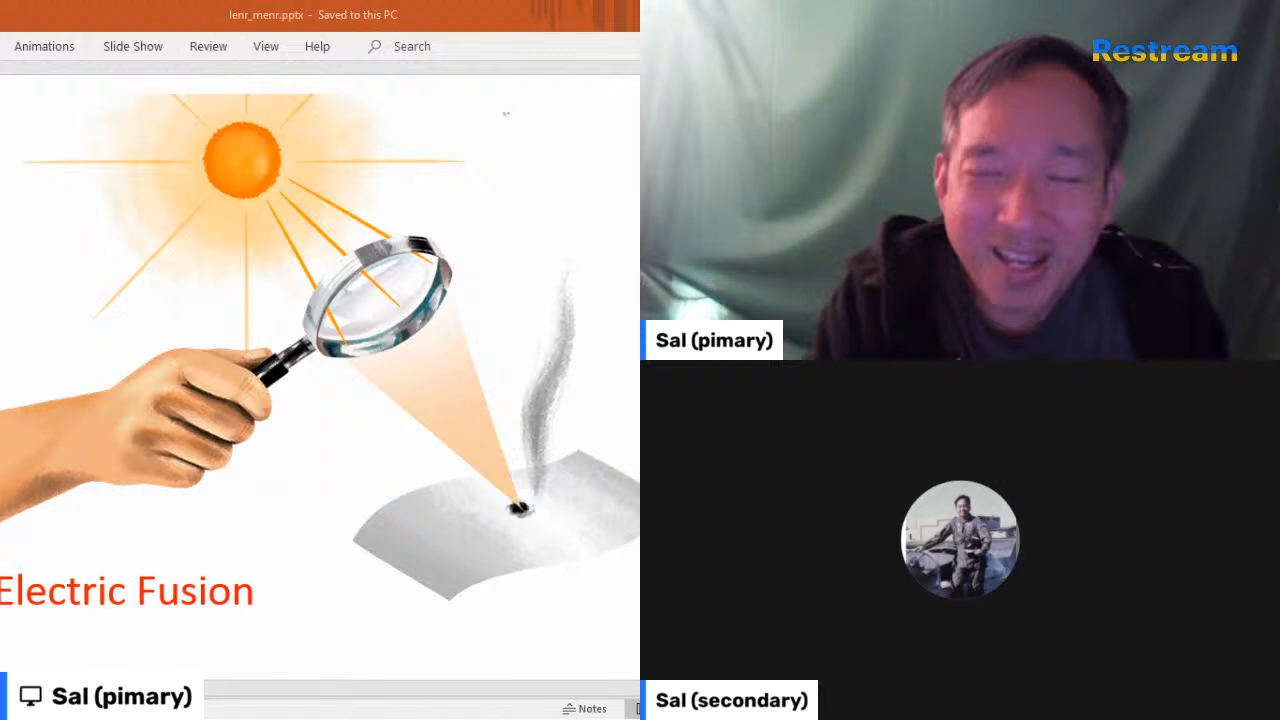 lenr_menr.pptx - Saved to this PC
Animations Slide Show Review View Help Search
Restream
Sal (pimary)
Electric Fusion
Sal (pimary)
Notes
Sal (secondary)